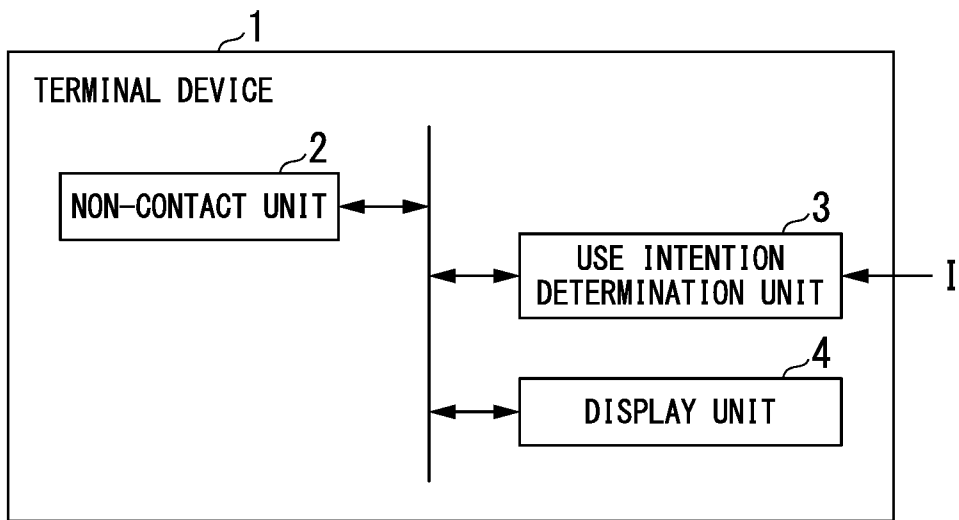 1
TERMINAL DEVICE
2
NON-CONTACT UNIT
3
USE INTENTION
DETERMINATION UNIT
I
4
DISPLAY UNIT